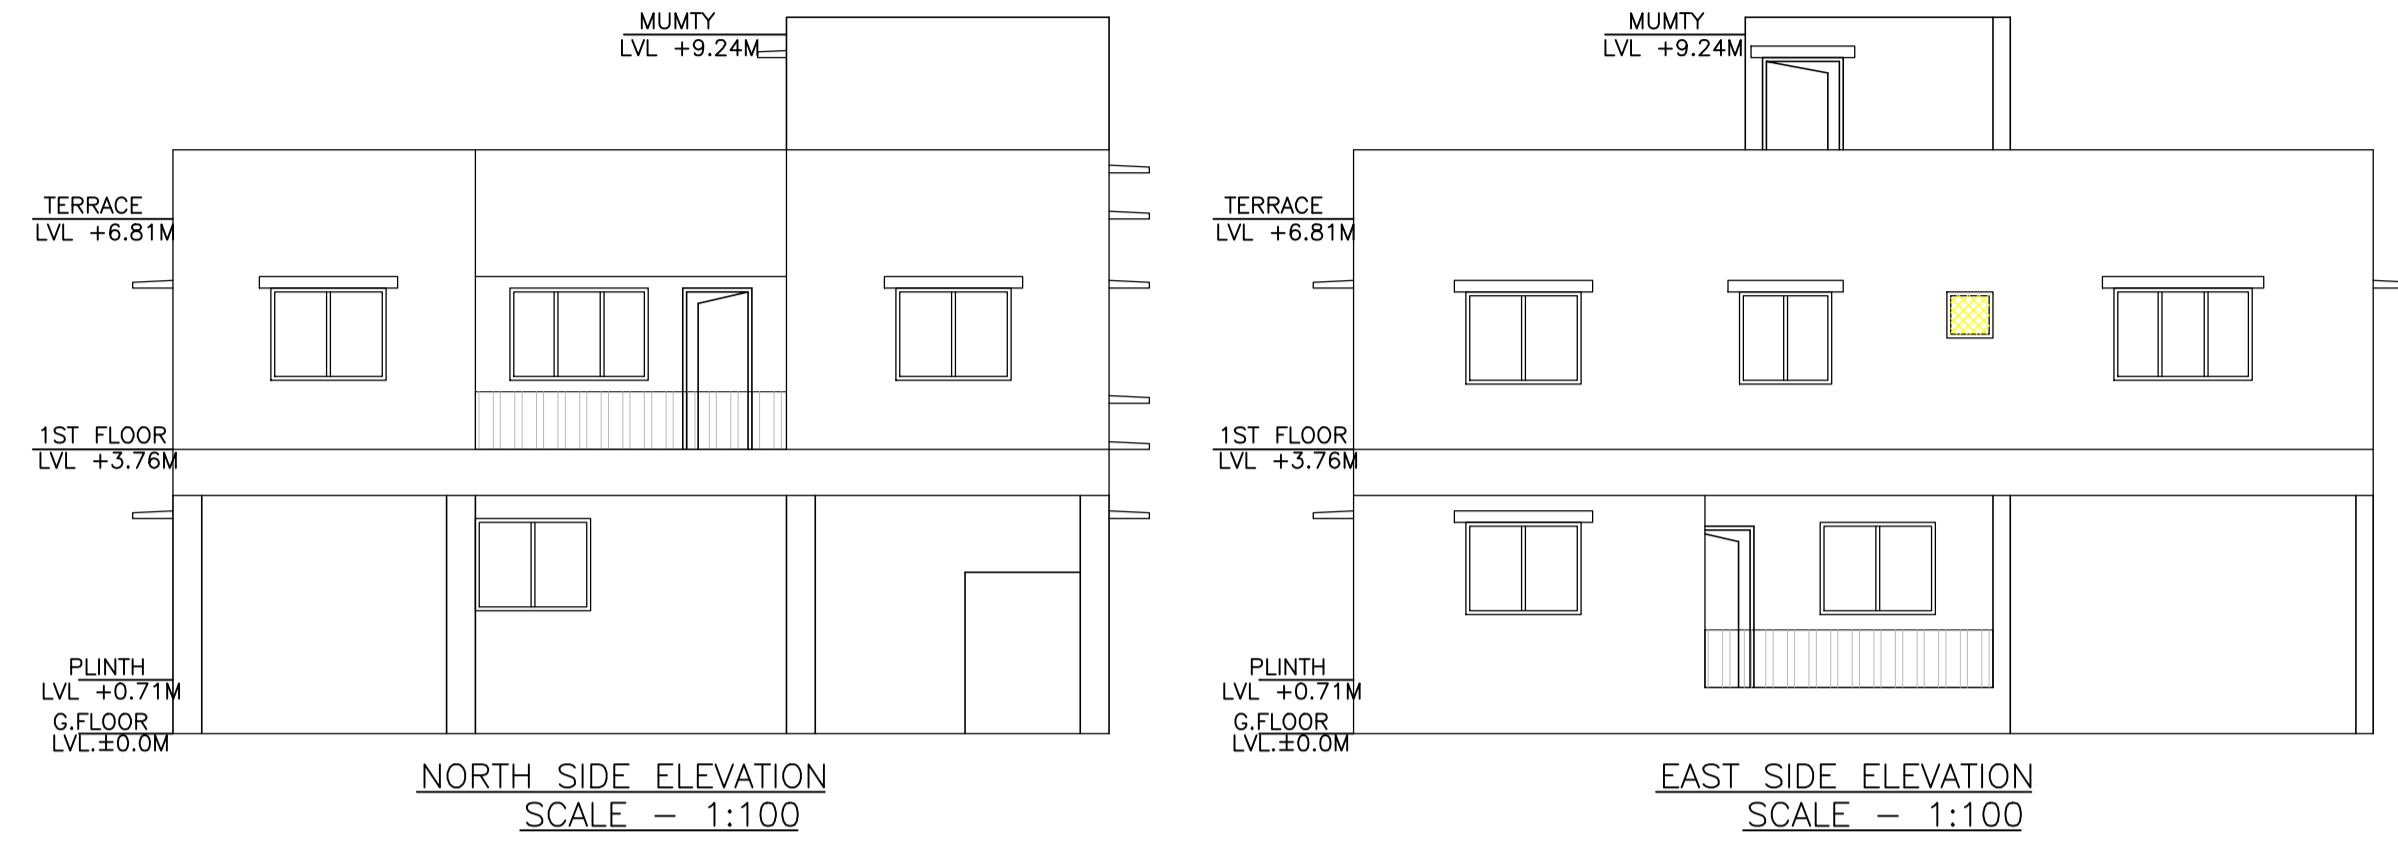 MUMTY
LVL +9.24M
TERRACE
LVL +6.81M
1ST FLOOR
LVL +3.76M
PLINTH
LVL +0.71M
G.FLOOR
LVL.±0.0M
NORTH SIDE ELEVATION
SCALE – 1:100
MUMTY
LVL +9.24M
TERRACE
LVL +6.81M
1ST FLOOR
LVL +3.76M
PLINTH
LVL +0.71M
G.FLOOR
LVL.±0.0M
EAST SIDE ELEVATION
SCALE – 1:100